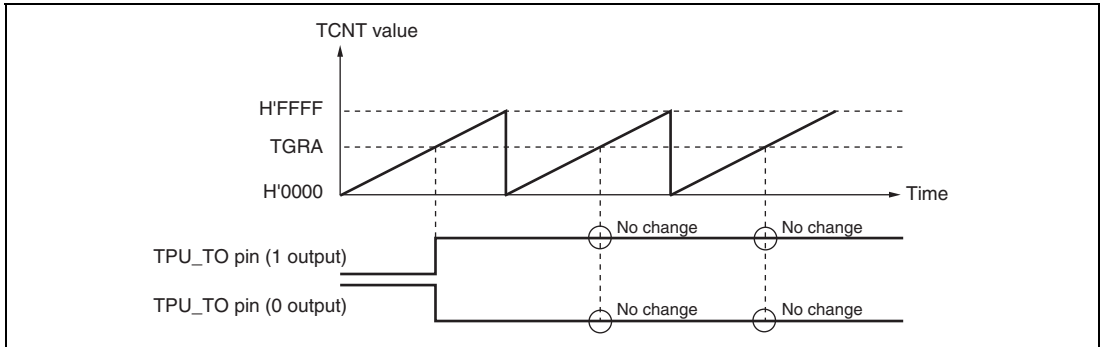 TCNT value
H'FFFF
TGRA
H'0000
Time
No change
No change
TPU_TO pin (1 output)
TPU_TO pin (0 output)
No change
No change